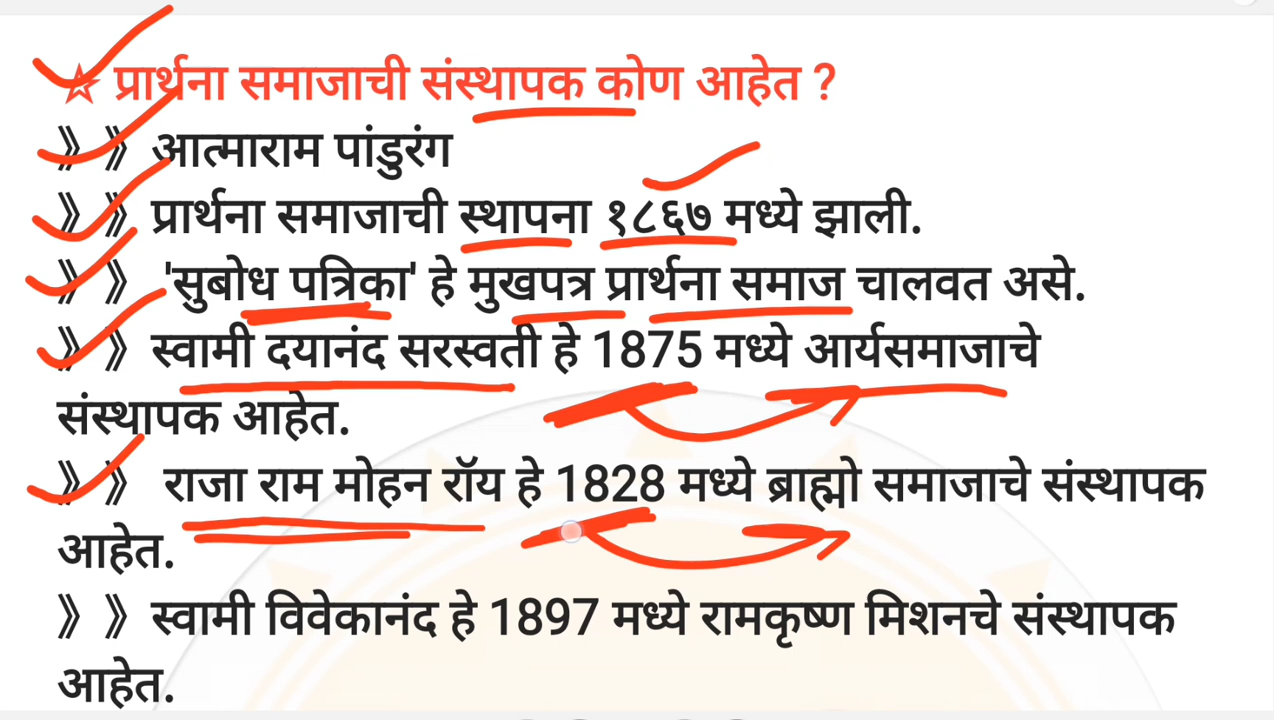 ☆ प्रार्थना समाजाची संस्थापक कोण आहेत ?
》 》 आत्माराम पांडुरंग
》 》 प्रार्थना समाजाची स्थापना १८६७ मध्ये झाली.
》 》 'सुबोध पत्रिका' हे मुखपत्र प्रार्थना समाज चालवत असे.
》 》 स्वामी दयानंद सरस्वती हे 1875 मध्ये आर्यसमाजाचे
संस्थापक आहेत.
》 》 राजा राम मोहन रॉय हे 1828 मध्ये ब्राह्मो समाजाचे संस्थापक
आहेत.
》 》 स्वामी विवेकानंद हे 1897 मध्ये रामकृष्ण मिशनचे संस्थापक
आहेत.